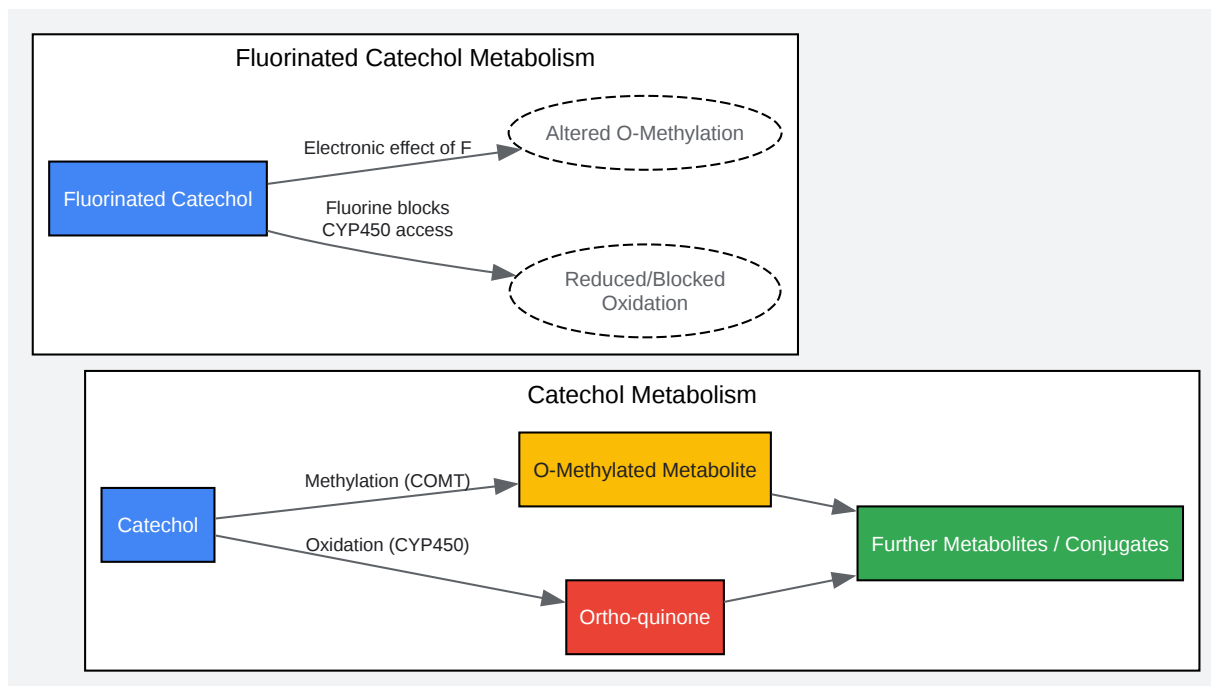 Fluorinated Catechol Metabolism
Altered O-Methylation
Electronic effect of F
Fluorinated Catechol
Fluorine blocks
CYP450 access
Reduced/Blocked
Oxidation
Catechol Metabolism
O-Methylated Metabolite
Methylation (COMT)
Catechol
Oxidation (CYP450)
Further Metabolites / Conjugates
Ortho-quinone